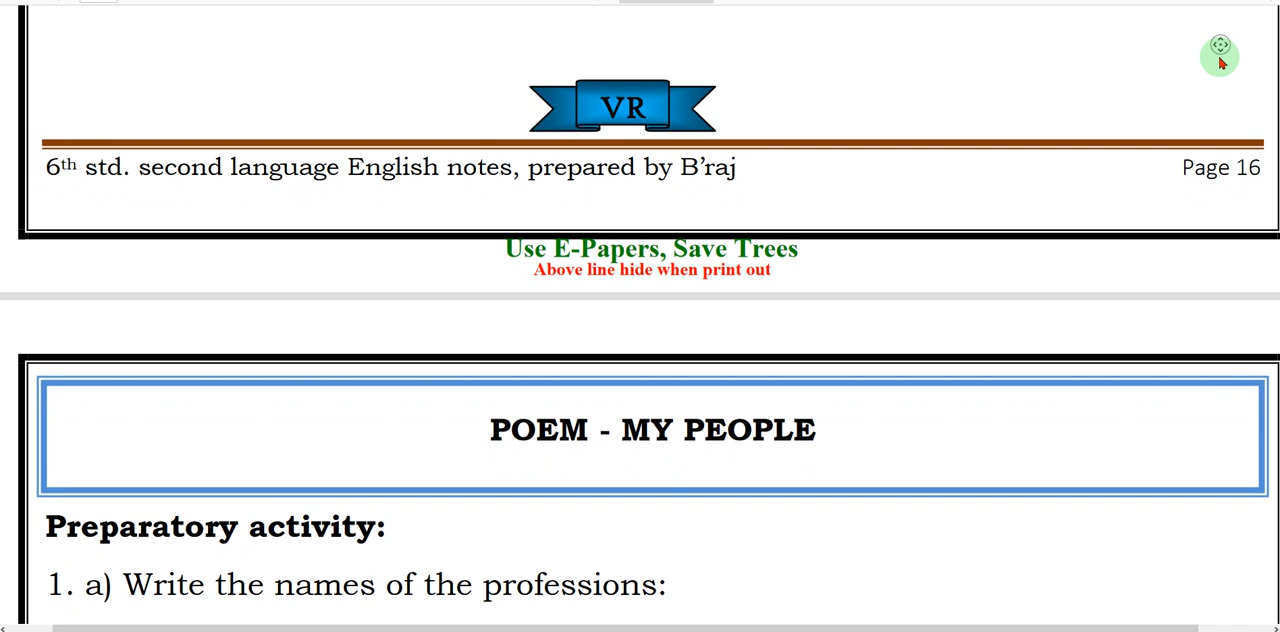 VR
6th std. second language English notes, prepared by B’raj
Page 16
Use E-Papers, Save Trees
Above line hide when print out
POEM - MY PEOPLE
Preparatory activity:
1. a) Write the names of the professions: